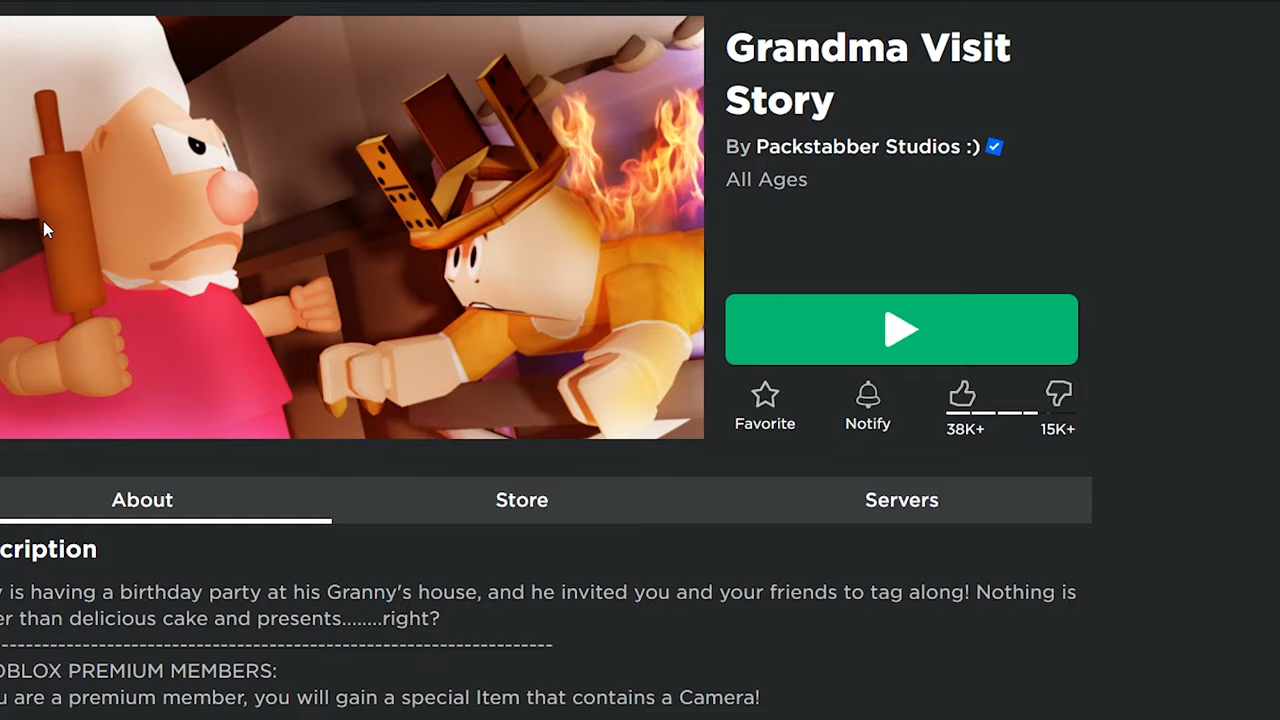 Grandma Visit
Story
By Packstabber Studios :)
All Ages
Favorite
Notify
38K+
15K+
About
Store
Servers
cription
is having a birthday party at his Granny's house, and he invited you and your friends to tag along! Nothing is
er than delicious cake and presents........right?
--------------------------------------------------------------------
OBLOX PREMIUM MEMBERS:
u are a premium member, you will gain a special Item that contains a Camera!